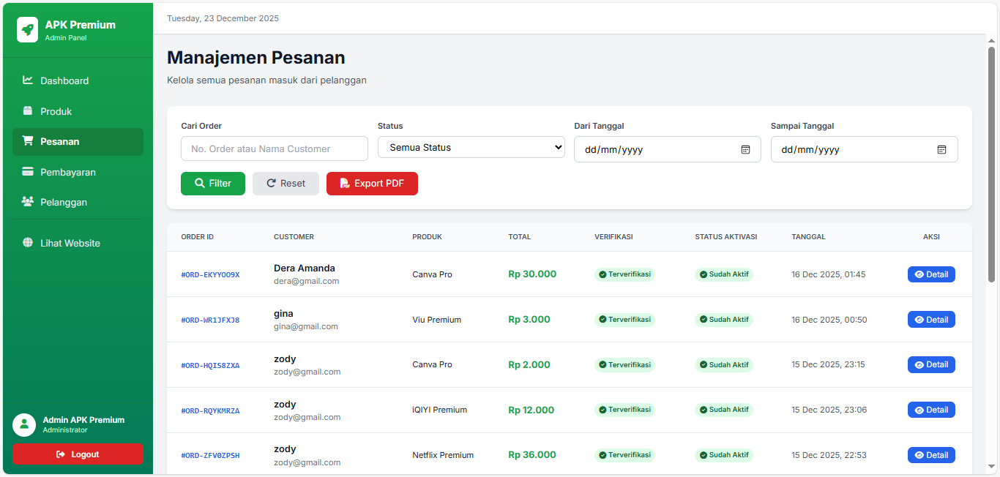 APK Premium
Admin Panel
Dashboard
Produk
Pesanan
Pembayaran
Pelanggan
Lihat Website
Admin APK Premium
Administrator
Logout
Tuesday, 23 December 2025
Manajemen Pesanan
Kelola semua pesanan masuk dari pelanggan
Cari Order Status Dari Tanggal Sampai Tanggal
No. Order atau Nama Customer Semua Status dd/mm/yyyy dd/mm/yyyy
Filter Reset Export PDF
ORDER ID CUSTOMER PRODUK TOTAL VERIFIKASI STATUS AKTIVASI TANGGAL AKSI
#ORD-EKYYOO9X Dera Amanda Canva Pro Rp 30.000 Terverifikasi Sudah Aktif 16 Dec 2025, 01:45 Detail
dera@gmail.com
#ORD-WR1JFXJ8 gina Viu Premium Rp 3.000 Terverifikasi Sudah Aktif 16 Dec 2025, 00:50 Detail
gina@gmail.com
#ORD-HQIS8ZXA zody Canva Pro Rp 2.000 Terverifikasi Sudah Aktif 15 Dec 2025, 23:15 Detail
zody@gmail.com
#ORD-RQYKMRZA zody iQIYI Premium Rp 12.000 Terverifikasi Sudah Aktif 15 Dec 2025, 23:06 Detail
zody@gmail.com
#ORD-ZFV0ZPSH zody Netflix Premium Rp 36.000 Terverifikasi Sudah Aktif 15 Dec 2025, 22:53 Detail
zody@gmail.com